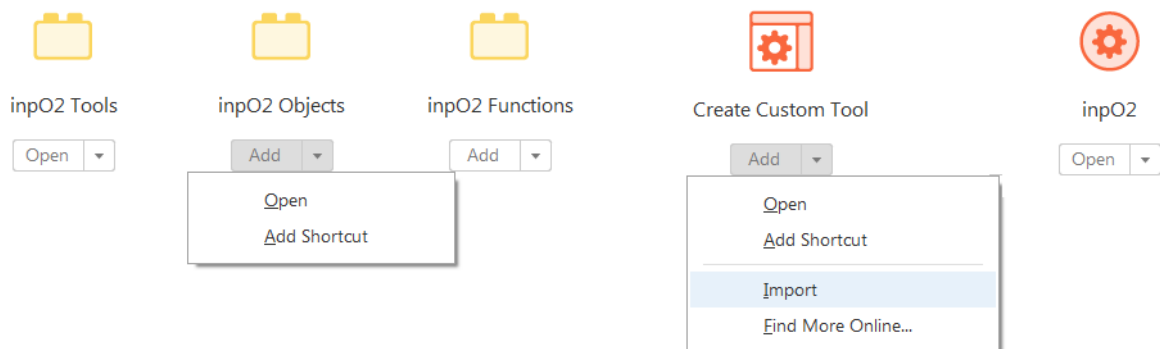 inpO2 Tools
inpO2 Objects
inpO2 Functions
Create Custom Tool
inpO2
Open
Add
Add
Add
Open
Open
Add Shortcut
Open
Add Shortcut
Import
Find More Online...